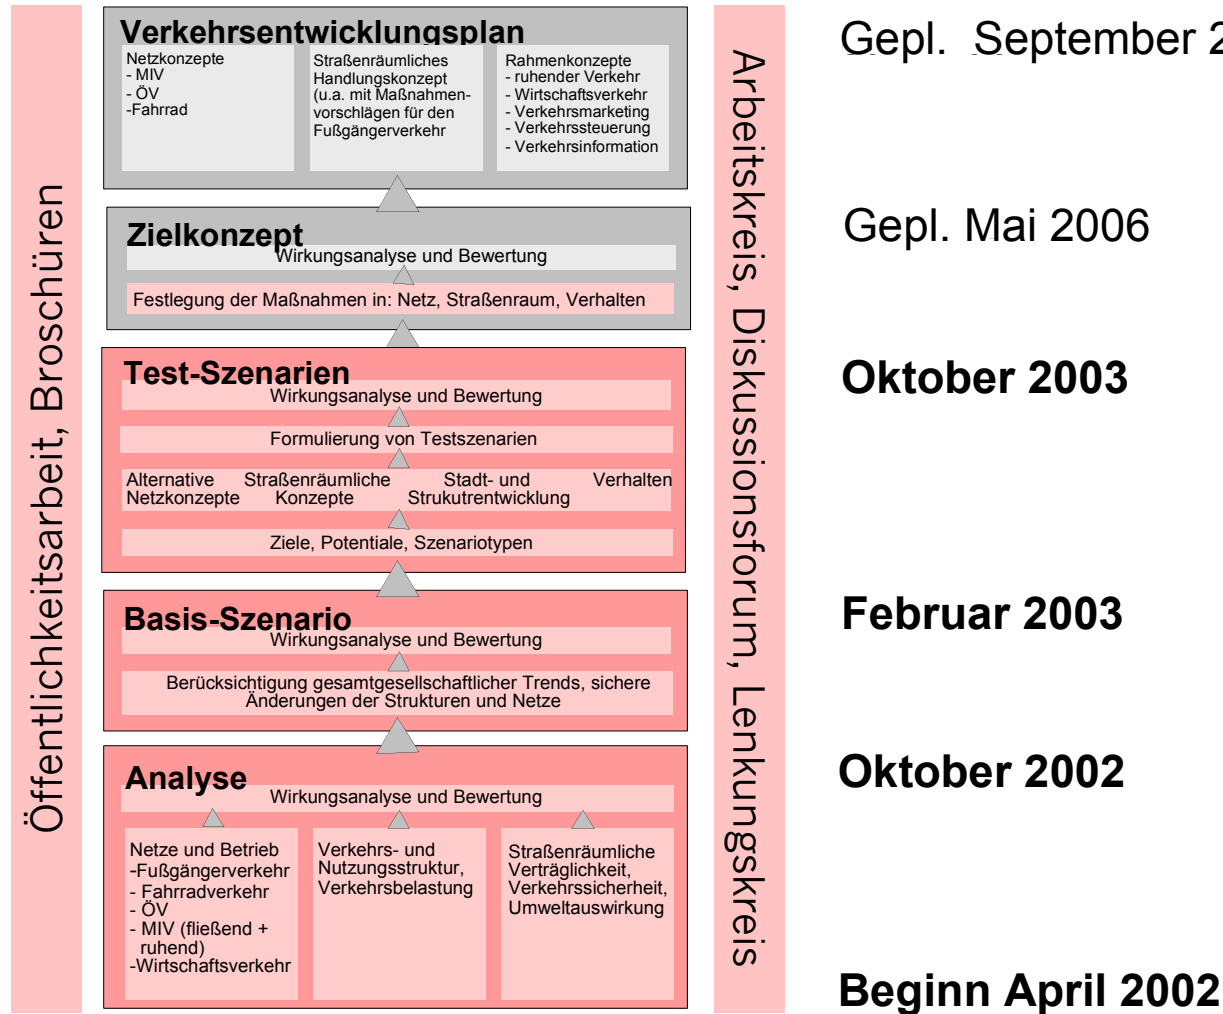 Öffentlichkeitsarbeit, Broschüren
Verkehrsentwicklungsplan
Netzkonzepte
- MIV
- ÖV
-Fahrrad
Straßenräumliches
Handlungskonzept
(u.a. mit Maßnahmen-
vorschlägen für den
Fußgängerverkehr
Rahmenkonzepte
- ruhender Verkehr
- Wirtschaftsverkehr
- Verkehrsmarketing
- Verkehrssteuerung
- Verkehrsinformation
Zielkonzept
Wirkungsanalyse und Bewertung
Festlegung der Maßnahmen in: Netz, Straßenraum, Verhalten
Test-Szenarien
Wirkungsanalyse und Bewertung
Formulierung von Testszenarien
Alternative
Netzkonzepte
Straßenräumliche
Konzepte
Stadt- und
Strukutrentwicklung
Verhalten
Ziele, Potentiale, Szenariotypen
Basis-Szenario
Wirkungsanalyse und Bewertung
Berücksichtigung gesamtgesellschaftlicher Trends, sichere
Änderungen der Strukturen und Netze
Analyse
Wirkungsanalyse und Bewertung
Netze und Betrieb
-Fußgängerverkehr
- Fahrradverkehr
- ÖV
- MIV (fließend +
ruhend)
-Wirtschaftsverkehr
Verkehrs- und
Nutzungsstruktur,
Verkehrsbelastung
Straßenräumliche
Verträglichkeit,
Verkehrssicherheit,
Umweltauswirkung
Arbeitskreis, Diskussionsforum, Lenkungskreis
Gepl. September
Gepl. Mai 2006
Oktober 2003
Februar 2003
Oktober 2002
Beginn April 2002